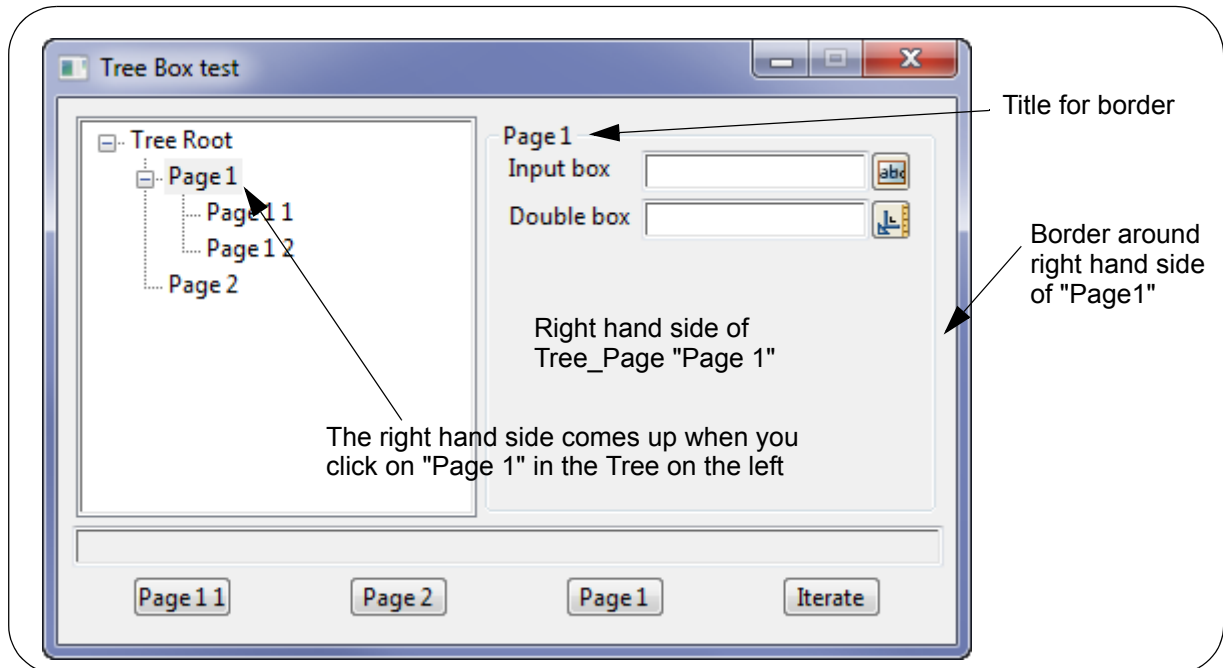 Tree Box test
Title for border
Tree Root
Page 1
Page 1 1
Page 1 2
Page 2
Page 1
Input box
abc
Double box
Border around
right hand side
of "Page1"
Right hand side of
Tree_Page "Page 1"
The right hand side comes up when you
click on "Page 1" in the Tree on the left
Page 1 1
Page 2
Page 1
Iterate